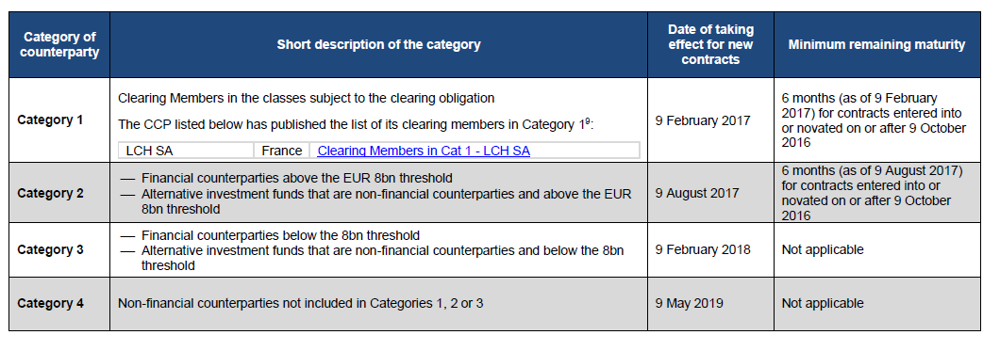 Category of
counterparty
Short description of the category
Date of taking
effect for new
contracts
Minimum remaining maturity
Category 1
Clearing Members in the classes subject to the clearing obligation
The CCP listed below has published the list of its clearing members in Category 1⁹:
LCH SA France Clearing Members in Cat 1 - LCH SA
9 February 2017
6 months (as of 9 February
2017) for contracts entered into
or novated on or after 9 October
2016
Category 2
— Financial counterparties above the EUR 8bn threshold
— Alternative investment funds that are non-financial counterparties and above the EUR
8bn threshold
9 August 2017
6 months (as of 9 August 2017)
for contracts entered into or
novated on or after 9 October
2016
Category 3
— Financial counterparties below the 8bn threshold
— Alternative investment funds that are non-financial counterparties and below the 8bn
threshold
9 February 2018
Not applicable
Category 4
Non-financial counterparties not included in Categories 1, 2 or 3
9 May 2019
Not applicable